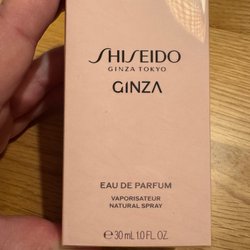 SHISEIDO
GINZA TOKYO
GINZA
EAU DE PARFUM
VAPORISATEUR
NATURAL SPRAY
℮ 30 mL 1.0 FL. OZ.